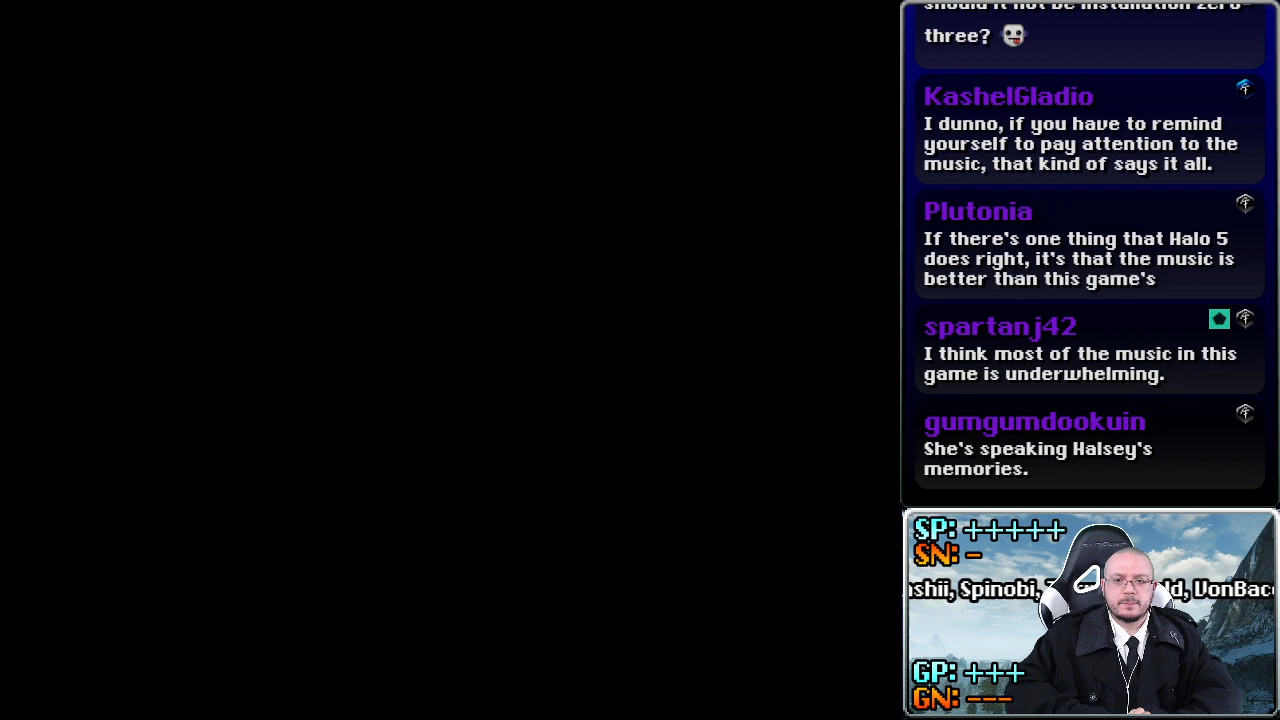 three?
KashelGladio
I dunno, if you have to remind
yourself to pay attention to the
music, that kind of says it all.
Plutonia
If there's one thing that Halo 5
does right, it's that the music is
better than this game's
spartanj42
I think most of the music in this
game is underwhelming.
gumgumdookuin
She's speaking Halsey's
memories.
SP: +++++
SN: -
Spinobi,
GP: +++
GN: ---